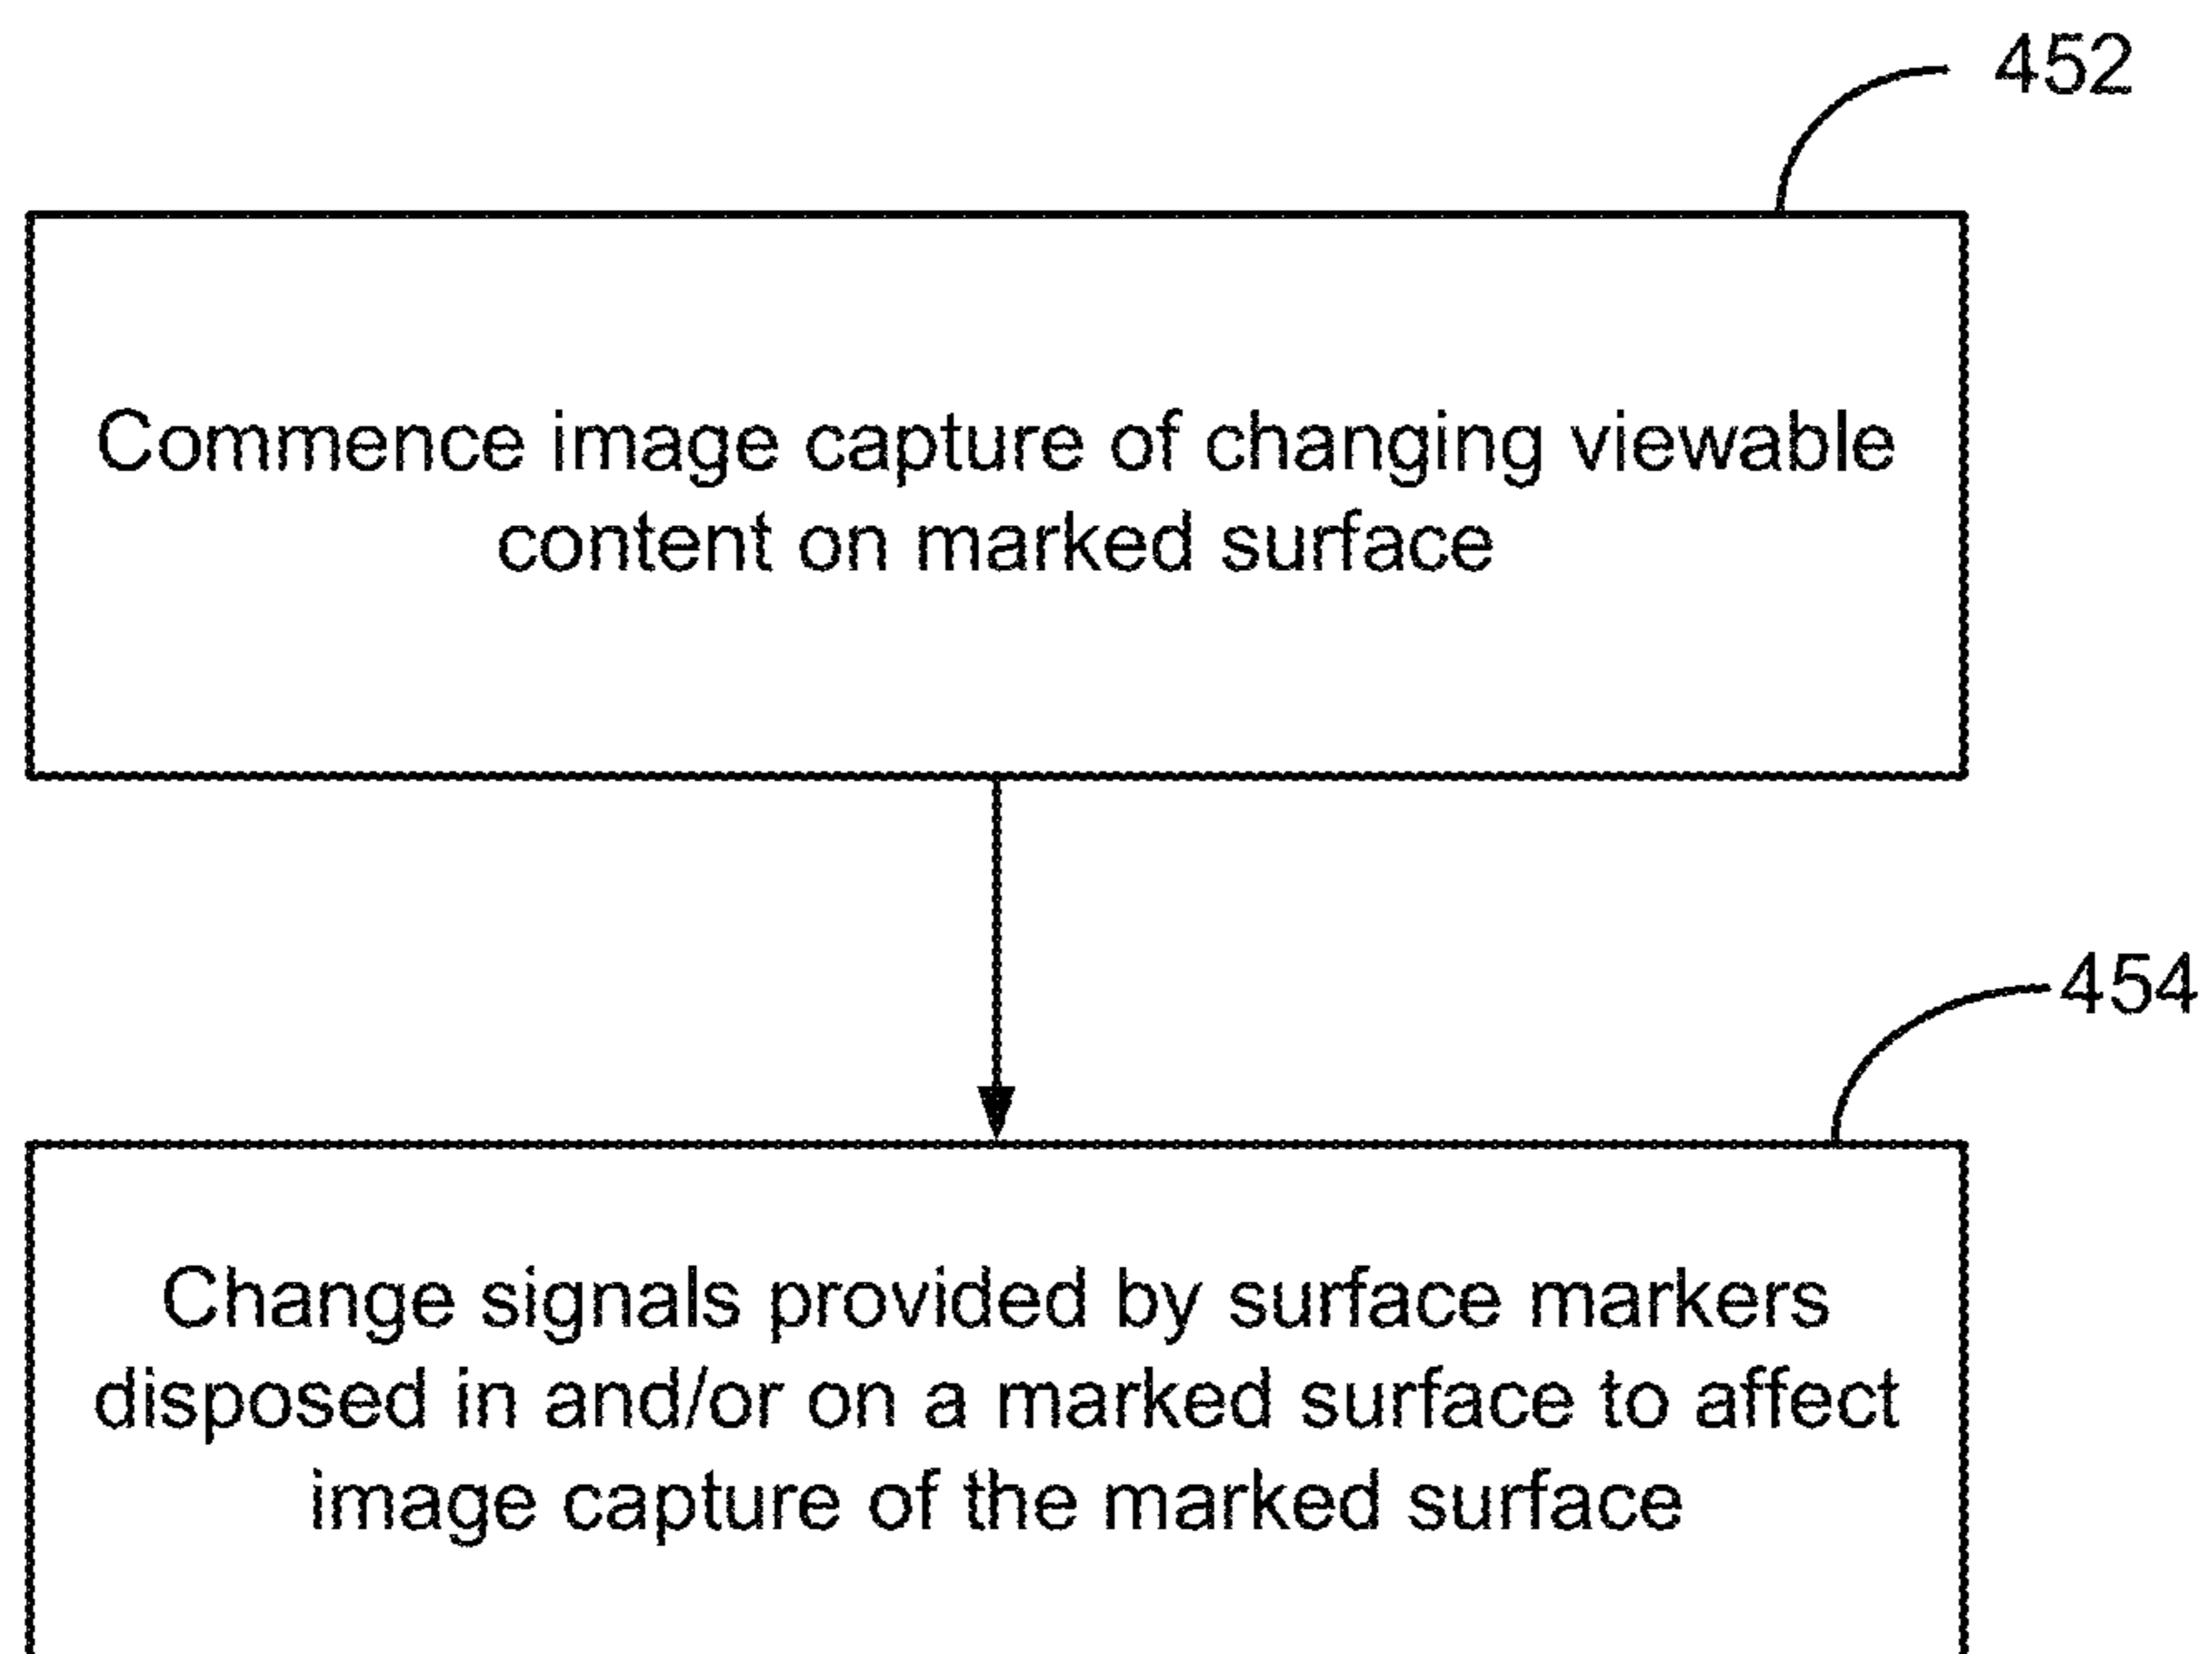 452
Commence image capture of changing viewable
content on marked surface
454
Change signals provided by surface markers
disposed in and/or on a marked surface to affect
image capture of the marked surface